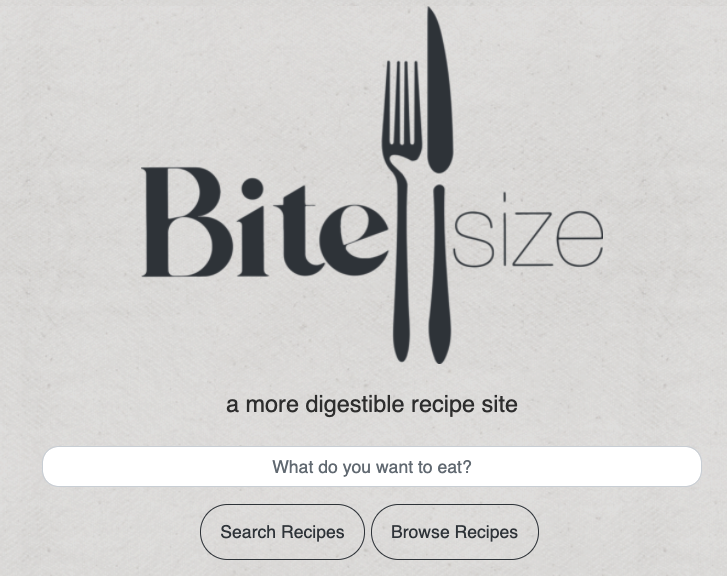 Bite size
a more digestible recipe site
What do you want to eat?
Search Recipes Browse Recipes